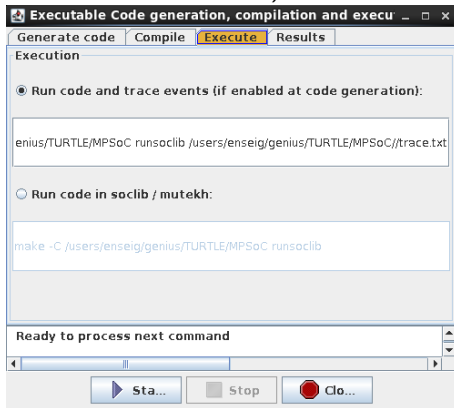 Executable Code generation, compilation and execu
Generate code Compile Execute Results
Execution
Run code and trace events (if enabled at code generation):
enius/TURTLE/MPSoC runsoclib /users/enseig/genius/TURTLE/MPSoC//trace.txt
Run code in soclib / mutekh:
make -C /users/enseig/genius/TURTLE/MPSoC runsoclib
Ready to process next command
Sta... Stop Clo...